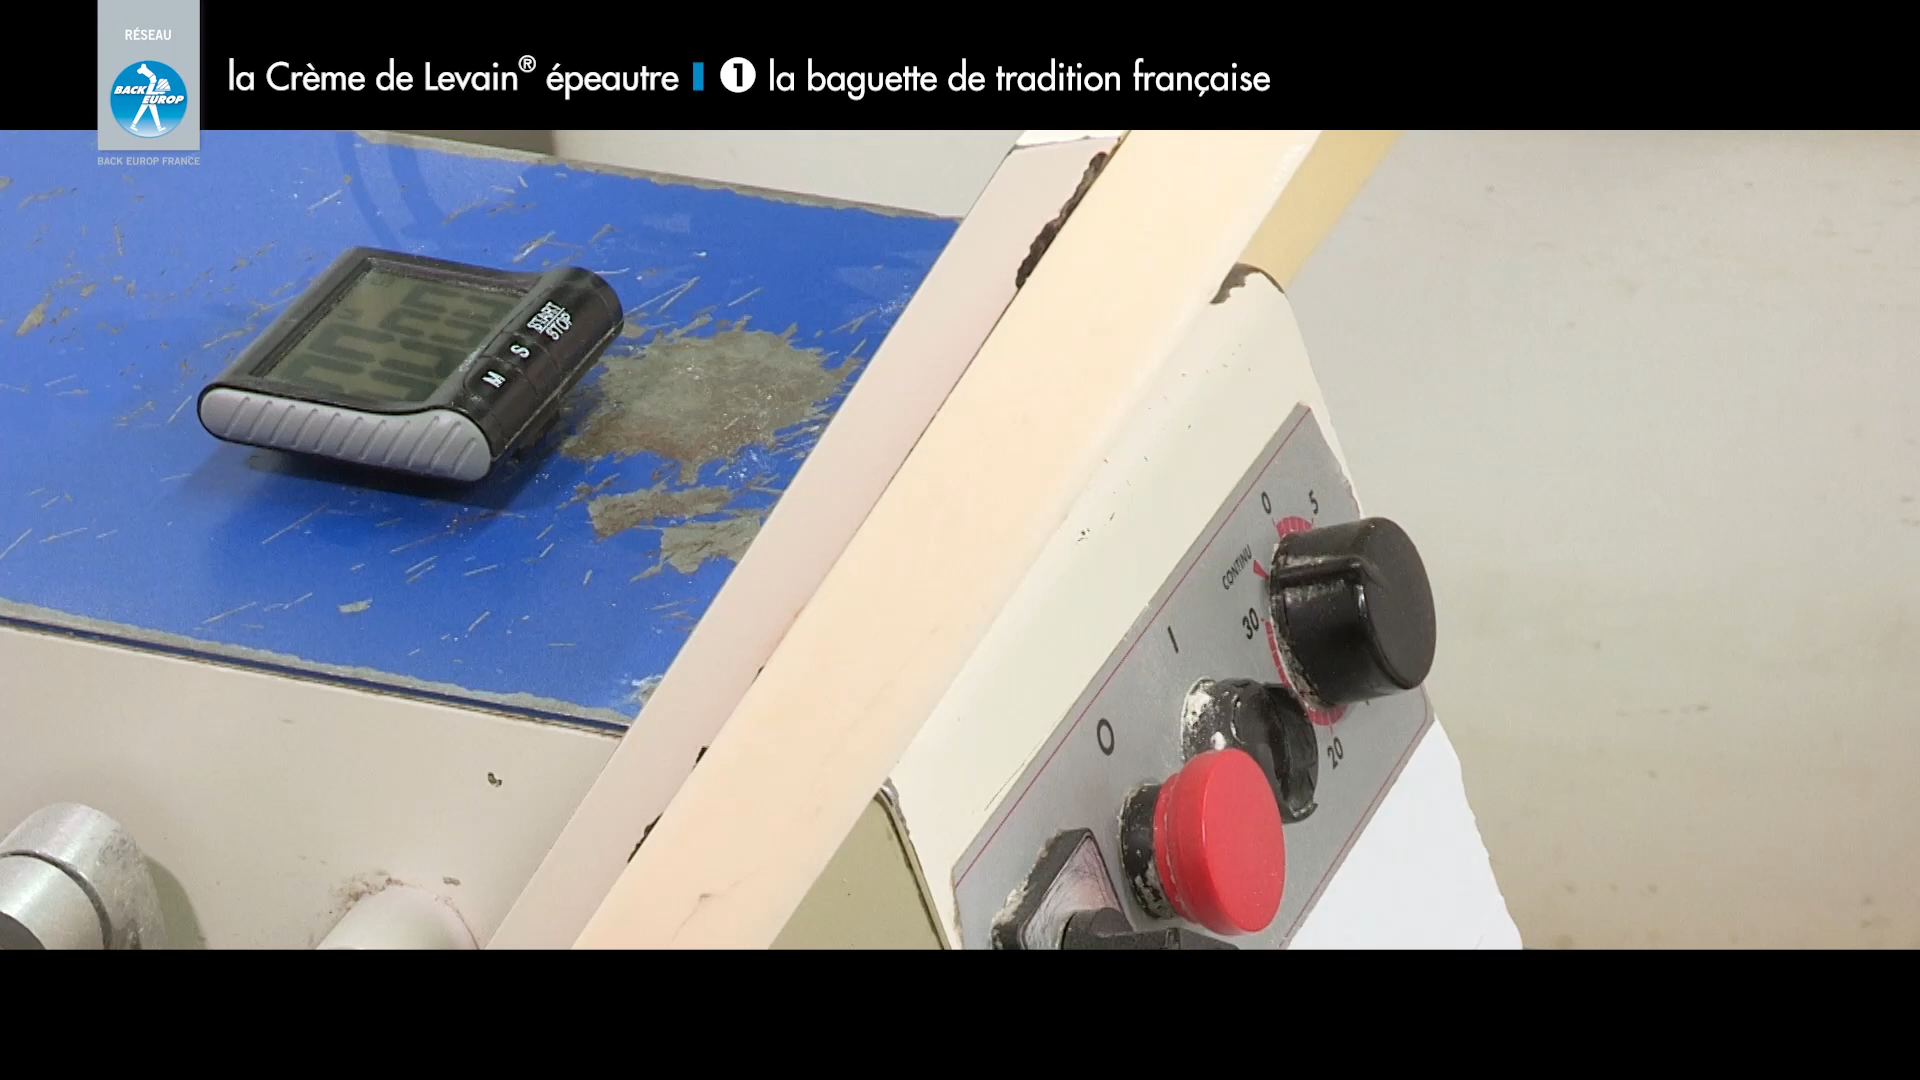 RÉSEAU
BACK EUROP
BACK EUROP FRANCE
la Crème de Levain® épeautre ❶ la baguette de tradition française
START
STOP
S
M
0 5
CONTINU
30
20
I
O